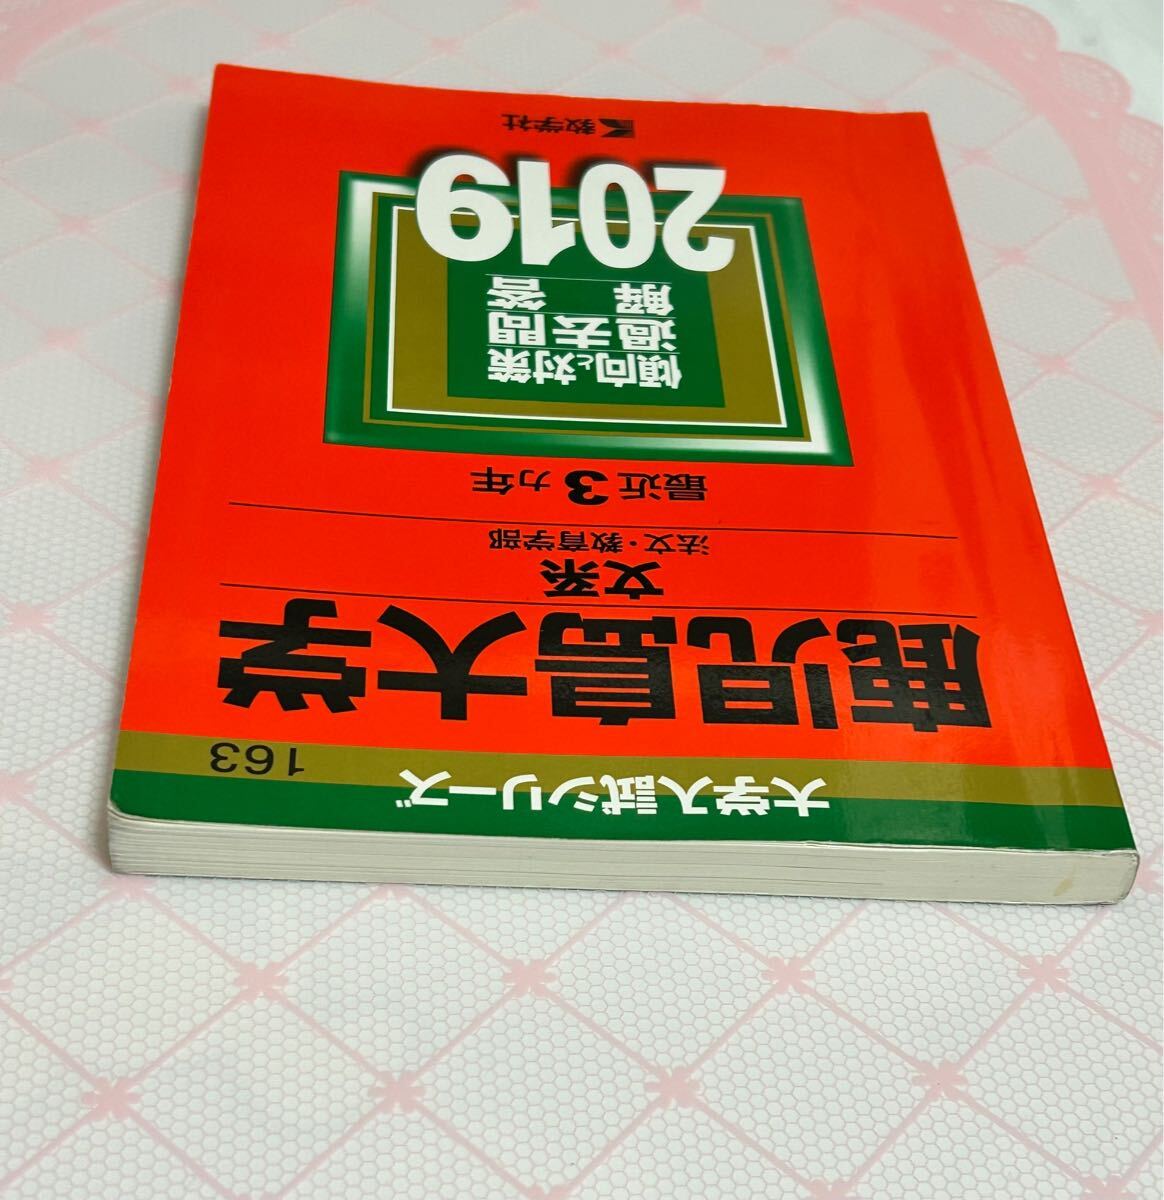 大学入試シリーズ
163
鹿児島大学
文系
法文・教育学部
最近3カ年
傾向と対策
過去問
解答
2019
教学社